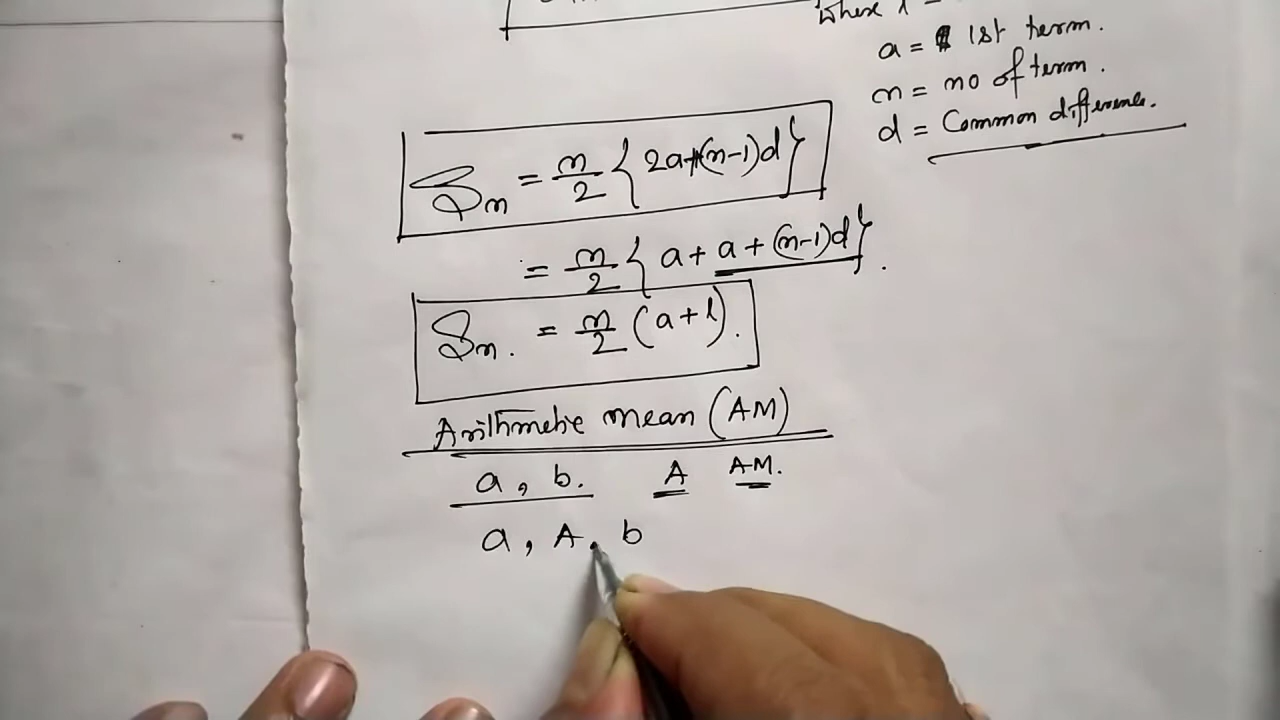 where l =
a = 1st term.
n = no of term.
d = Common difference.
Sn = n/2 { 2a+(n-1)d}
= n/2 { a + a + (n-1)d} .
Sn. = n/2 (a+l).
Arithmetic mean (AM)
a, b. A AM.
a, A, b